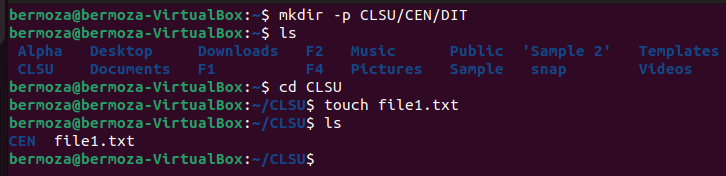 bermoza@bermoza-VirtualBox:~$ mkdir -p CLSU/CEN/DIT
bermoza@bermoza-VirtualBox:~$ ls
Alpha Desktop Downloads F2 Music Public 'Sample 2' Templates
CLSU Documents F1 F4 Pictures Sample snap Videos
bermoza@bermoza-VirtualBox:~$ cd CLSU
bermoza@bermoza-VirtualBox:~/CLSU$ touch file1.txt
bermoza@bermoza-VirtualBox:~/CLSU$ ls
CEN file1.txt
bermoza@bermoza-VirtualBox:~/CLSU$